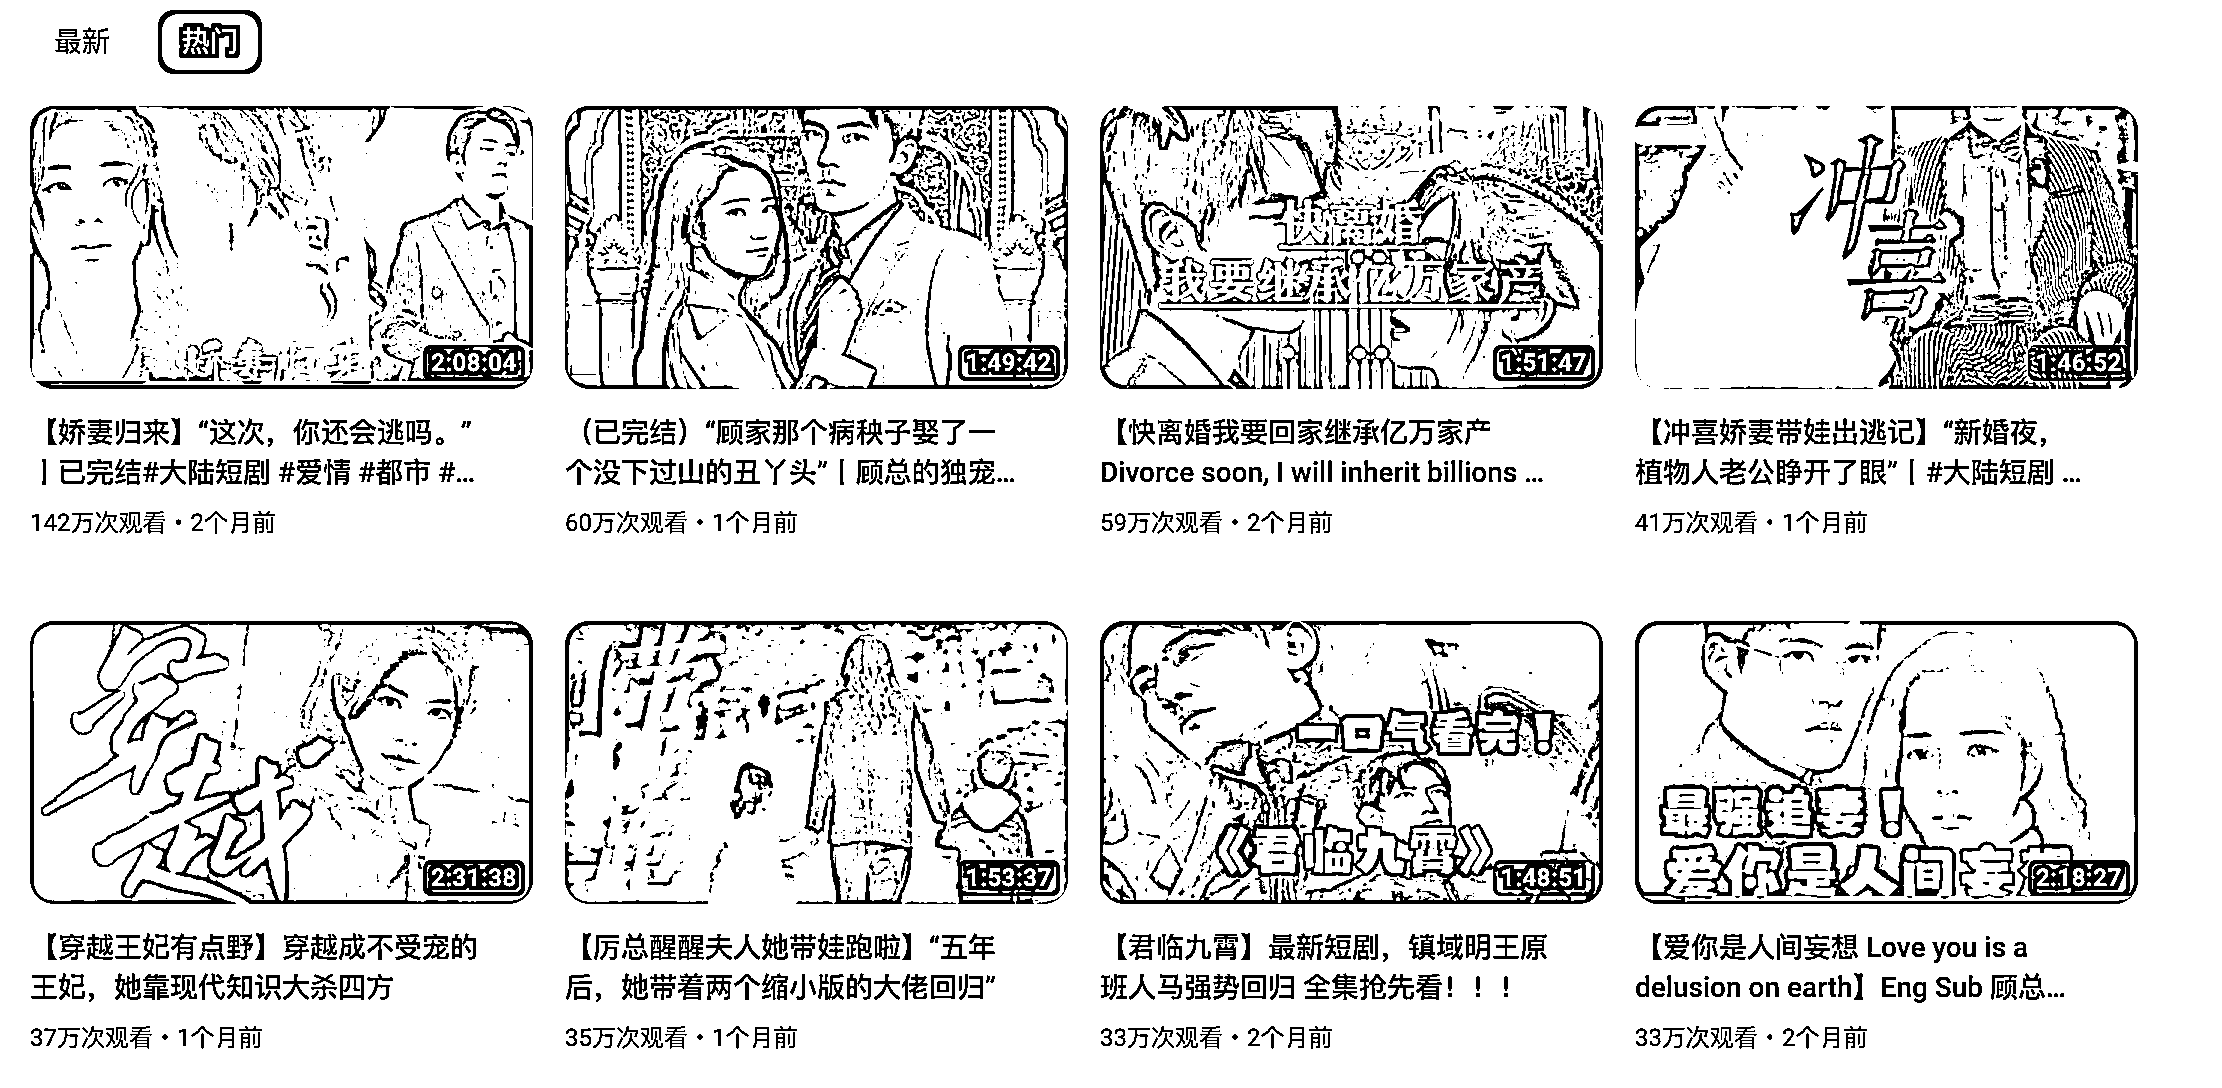 最新
热门
2:08:04
1:49:42
快离婚
我要继承亿万家产
1:51:47
冲喜
1:46:52
【娇妻归来】“这次，你还会逃吗。”
丨已完结#大陆短剧 #爱情 #都市 #...
142万次观看・2个月前
（已完结）“顾家那个病秧子娶了一
个没下过山的丑丫头”丨顾总的独宠...
60万次观看・1个月前
【快离婚我要回家继承亿万家产
Divorce soon, I will inherit billions ...
59万次观看・2个月前
【冲喜娇妻带娃出逃记】“新婚夜，
植物人老公睁开了眼”丨 #大陆短剧 ...
41万次观看・1个月前
穿越
2:31:38
1:53:37
一口气看完！
《君临九霄》
1:48:51
最强追妻！
爱你是人间妄
2:18:27
【穿越王妃有点野】穿越成不受宠的
王妃，她靠现代知识大杀四方
37万次观看・1个月前
【厉总醒醒夫人她带娃跑啦】“五年
后，她带着两个缩小版的大佬回归”
35万次观看・1个月前
【君临九霄】最新短剧，镇域明王原
班人马强势回归 全集抢先看！！！
33万次观看・2个月前
【爱你是人间妄想 Love you is a
delusion on earth】Eng Sub 顾总...
33万次观看・2个月前